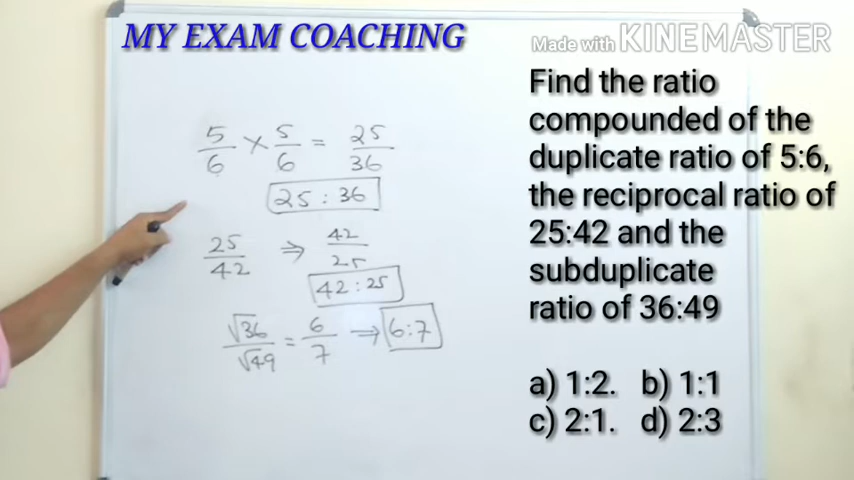 MY EXAM COACHING
Made with KINEMASTER
5/6 × 5/6 = 25/36
25 : 36
25/42 ⇒ 42/25
42 : 25
√36/√49 = 6/7 ⇒ 6:7
Find the ratio
compounded of the
duplicate ratio of 5:6,
the reciprocal ratio of
25:42 and the
subduplicate
ratio of 36:49
a) 1:2. b) 1:1
c) 2:1. d) 2:3